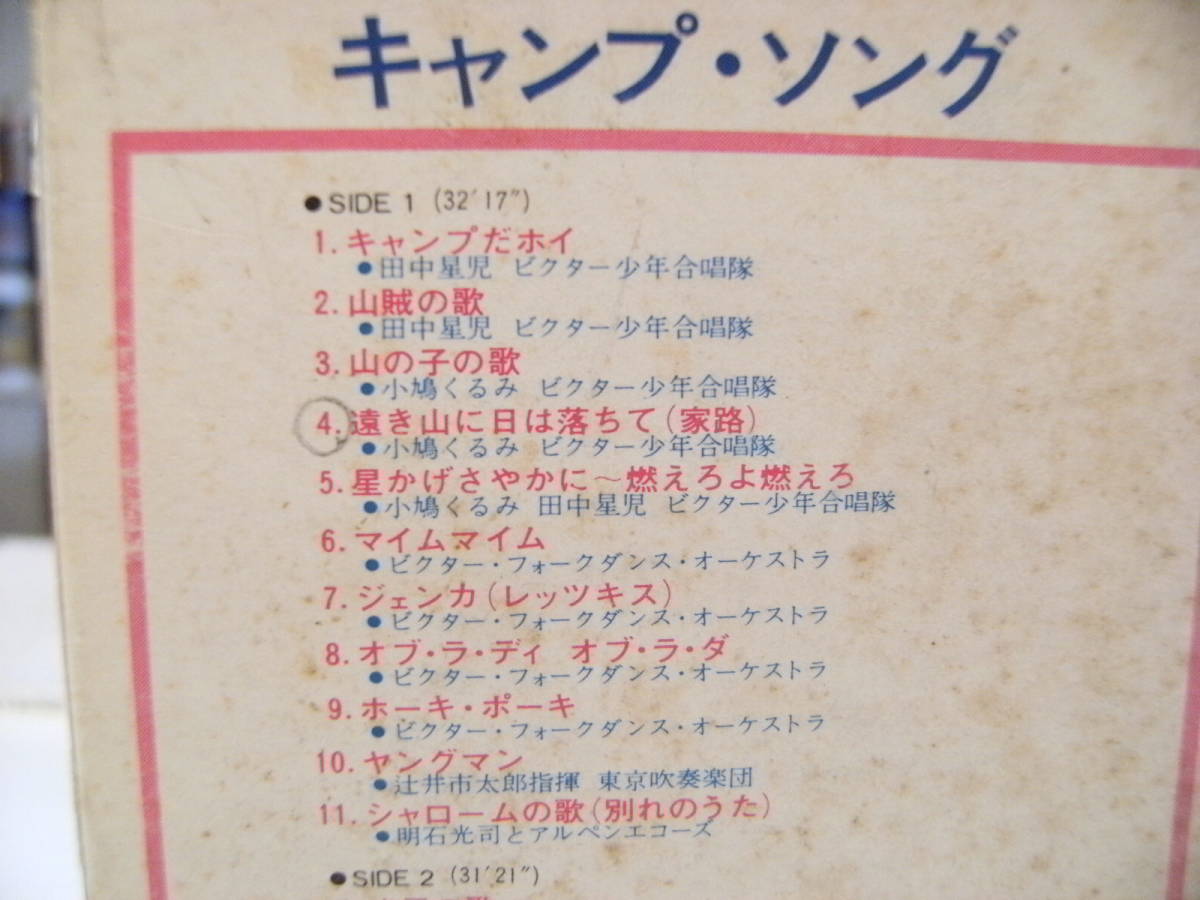 キャンプ・ソング
●SIDE 1 (32′17″)
1. キャンプだホイ
●田中星児 ビクター少年合唱隊
2. 山賊の歌
●田中星児 ビクター少年合唱隊
3. 山の子の歌
●小鳩くるみ ビクター少年合唱隊
4. 遠き山に日は落ちて(家路)
●小鳩くるみ ビクター少年合唱隊
5. 星かげさやかに～燃えろよ燃えろ
●小鳩くるみ 田中星児 ビクター少年合唱隊
6. マイムマイム
●ビクター・フォークダンス・オーケストラ
7. ジェンカ(レッツキス)
●ビクター・フォークダンス・オーケストラ
8. オブ・ラ・ディ オブ・ラ・ダ
●ビクター・フォークダンス・オーケストラ
9. ホーキ・ポーキ
●ビクター・フォークダンス・オーケストラ
10. ヤングマン
●辻井市太郎指揮 東京吹奏楽団
11. シャロームの歌(別れのうた)
●明石光司とアルペンエコーズ
●SIDE 2 (31′21″)